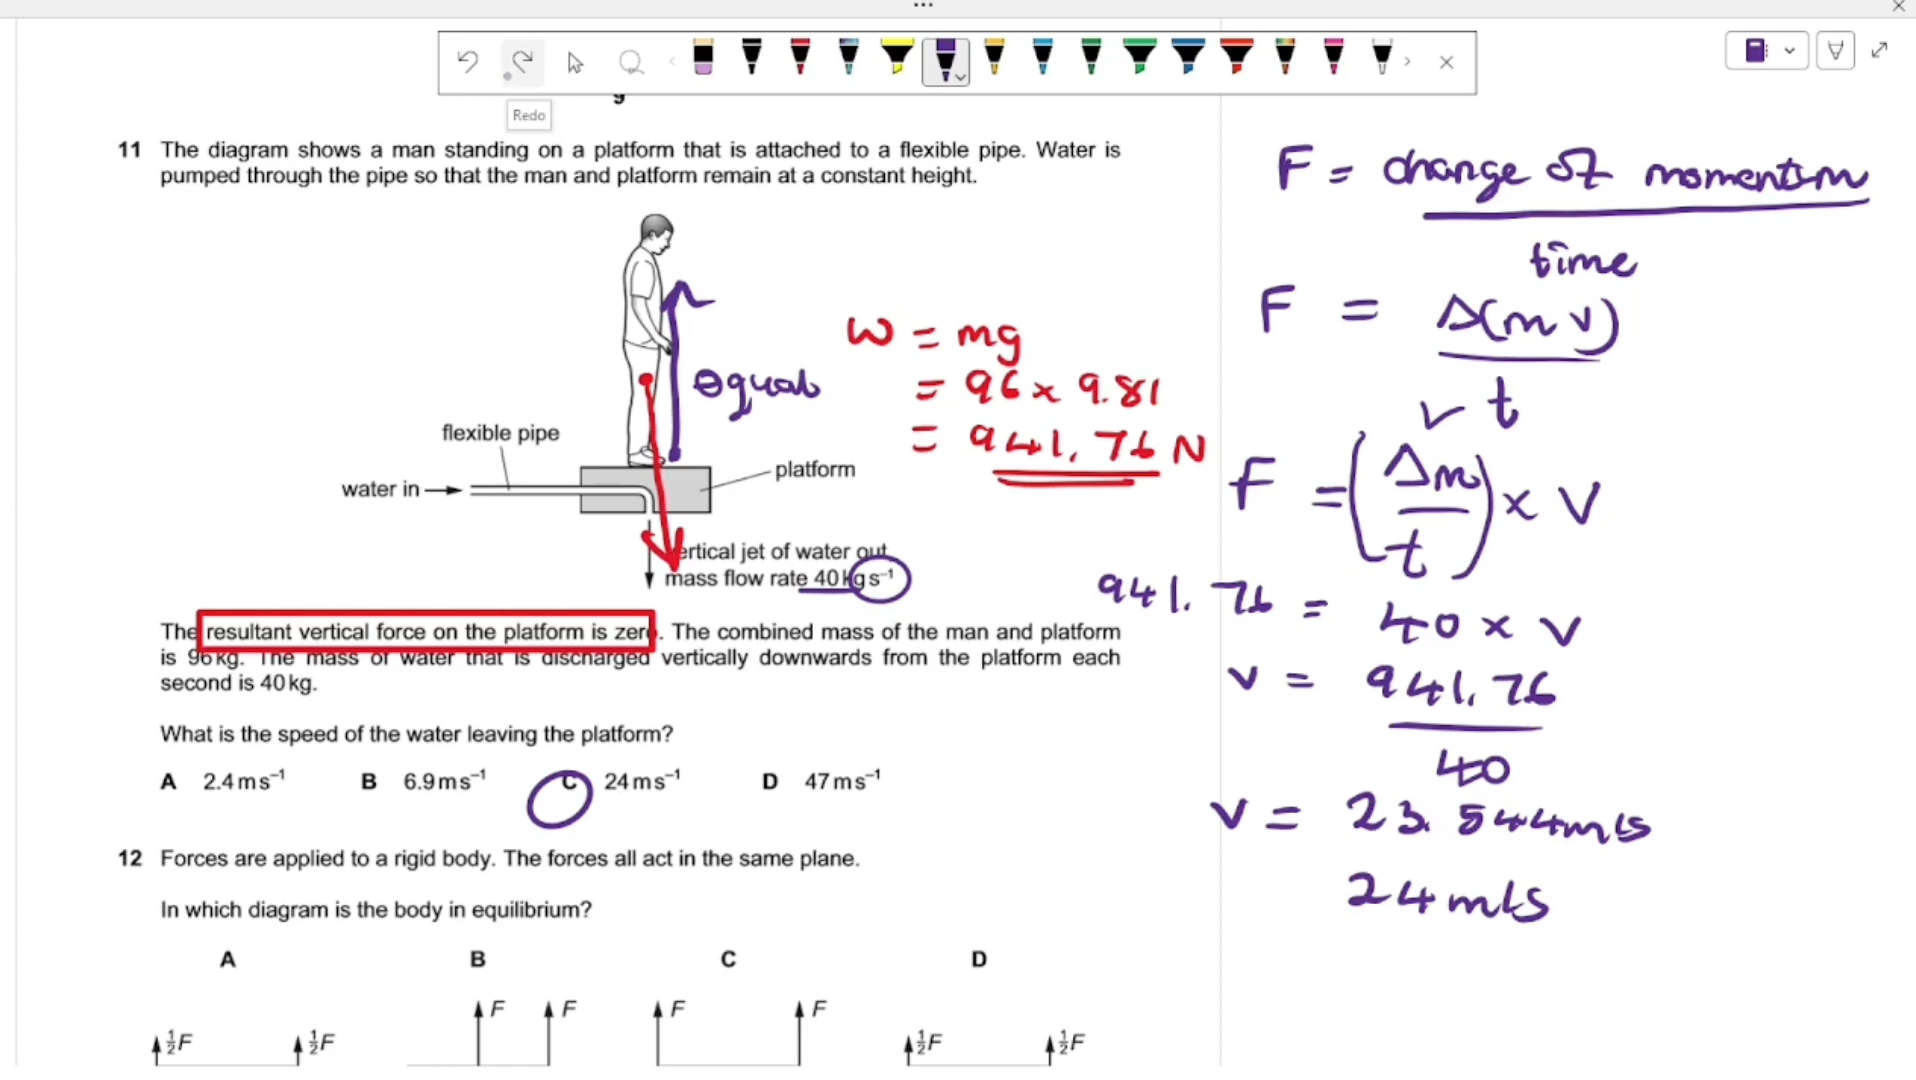 Redo
11 The diagram shows a man standing on a platform that is attached to a flexible pipe. Water is
pumped through the pipe so that the man and platform remain at a constant height.
equal
flexible pipe
platform
water in
ertical jet of water out
mass flow rate 40 kg s⁻¹
The resultant vertical force on the platform is zero. The combined mass of the man and platform
is 96 kg. The mass of water that is discharged vertically downwards from the platform each
second is 40 kg.
What is the speed of the water leaving the platform?
A 2.4 m s⁻¹ B 6.9 m s⁻¹ C 24 m s⁻¹ D 47 m s⁻¹
12 Forces are applied to a rigid body. The forces all act in the same plane.
In which diagram is the body in equilibrium?
A B C D
½F ½F F F F F ½F ½F
W = mg
= 96 x 9.81
= 941.76 N
F = change of momentum
time
F = Δ(mv)
t
F = (Δm/t) x V
941.76 = 40 x V
V = 941.76
40
V = 23.544 m/s
24 m/s